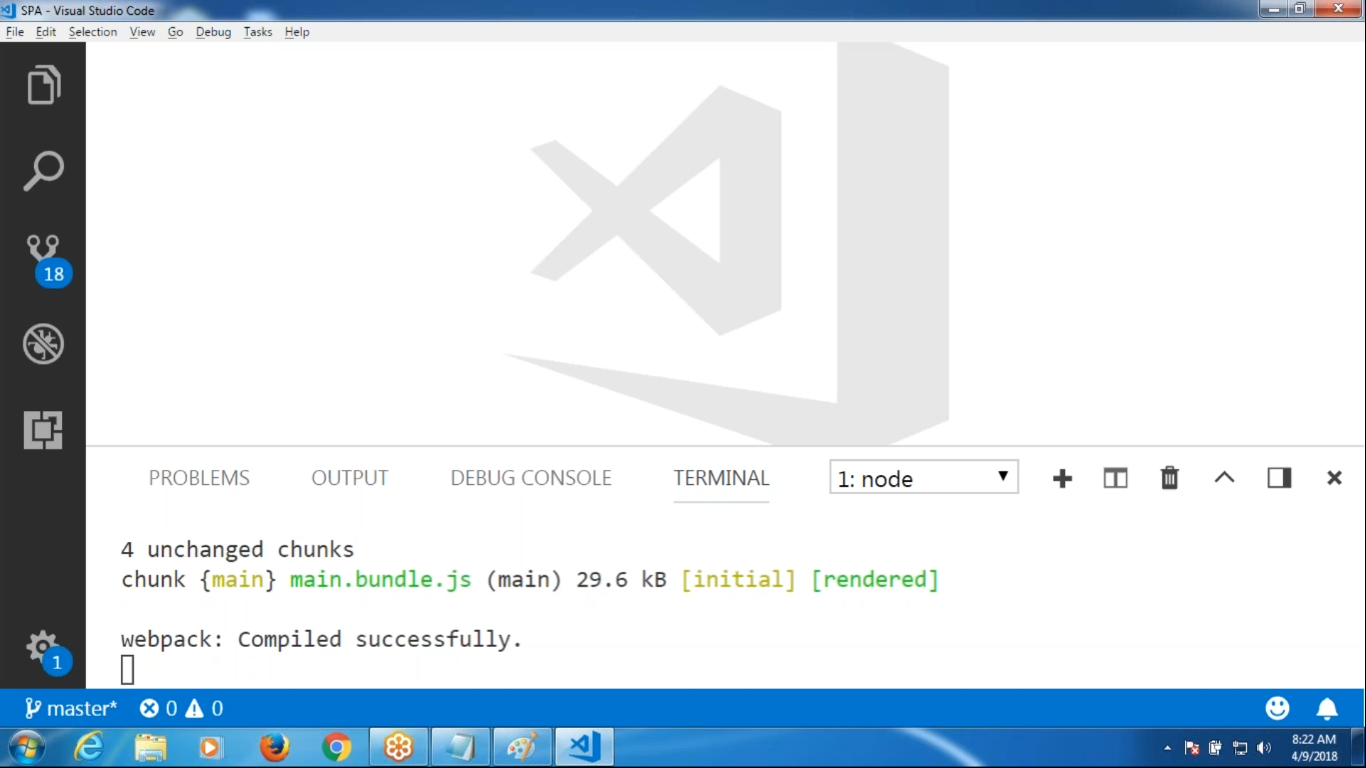 SPA - Visual Studio Code
File Edit Selection View Go Debug Tasks Help
18
PROBLEMS OUTPUT DEBUG CONSOLE TERMINAL 1: node
4 unchanged chunks
chunk {main} main.bundle.js (main) 29.6 kB [initial] [rendered]
webpack: Compiled successfully.
1
master* 0 0
8:22 AM
4/9/2018